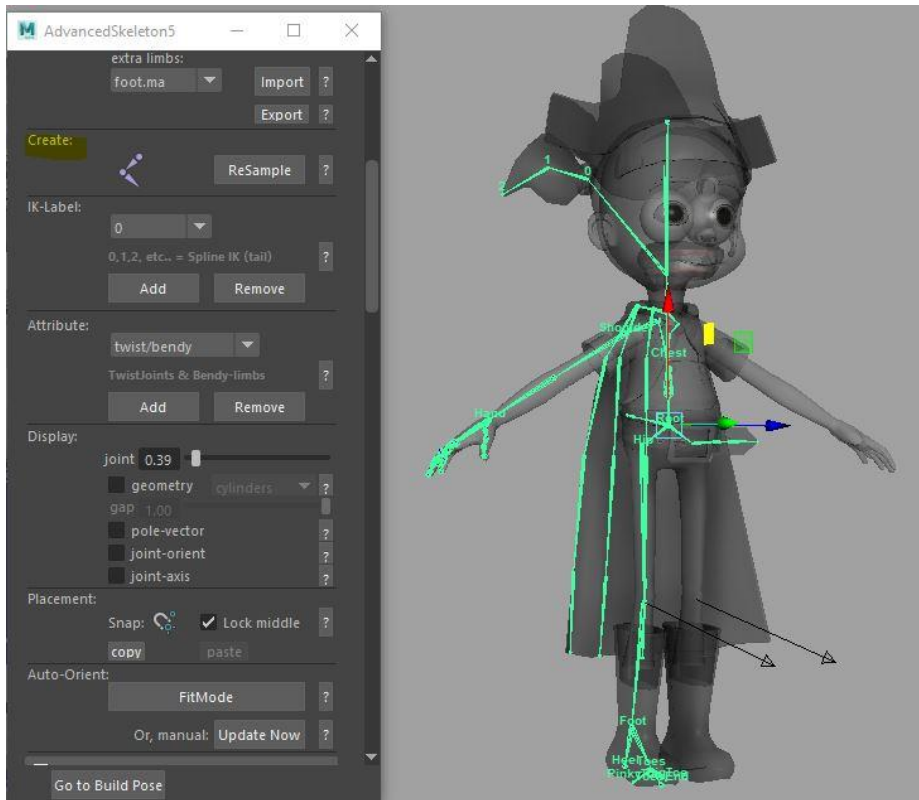 AdvancedSkeleton5
extra limbs:
foot.ma
Import
?
Export
?
Create:
ReSample
?
IK-Label:
0
0,1,2, etc.. = Spline IK (tail)
?
Add
Remove
Attribute:
twist/bendy
TwistJoints & Bendy-limbs
?
Add
Remove
Display:
joint 0.39
geometry
cylinders
?
gap 1.00
pole-vector
?
joint-orient
?
joint-axis
?
Placement:
Snap:
Lock middle
?
copy
paste
Auto-Orient:
FitMode
?
Or, manual:
Update Now
?
Go to Build Pose
2
1
0
Chest
Hand
Root
Hip
Foot
Heel